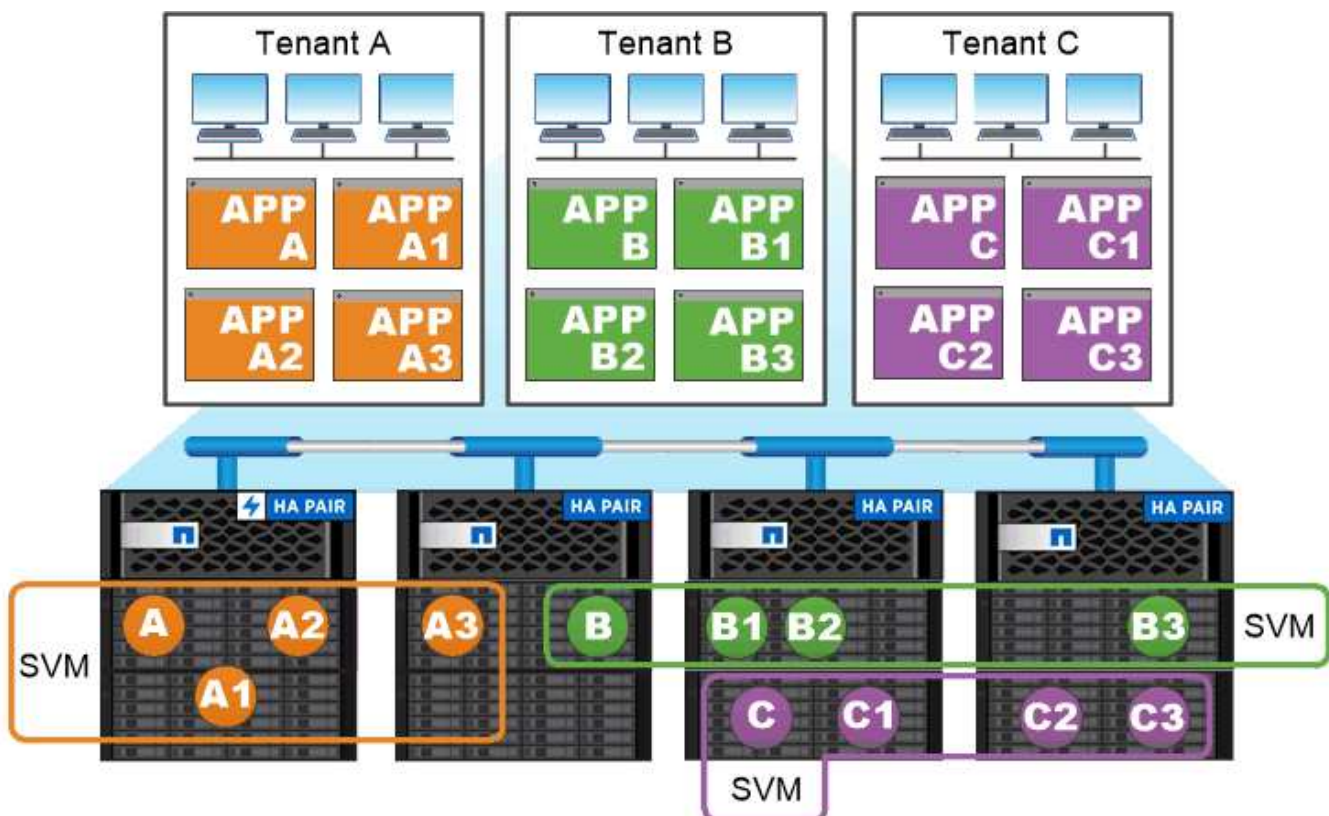 Tenant A
Tenant B
Tenant C
APP
A
APP
A1
APP
B
APP
B1
APP
C
APP
C1
APP
A2
APP
A3
APP
B2
APP
B3
APP
C2
APP
C3
HA PAIR
HA PAIR
HA PAIR
HA PAIR
SVM
A
A2
A1
A3
B
B1
B2
B3
SVM
C
C1
C2
C3
SVM